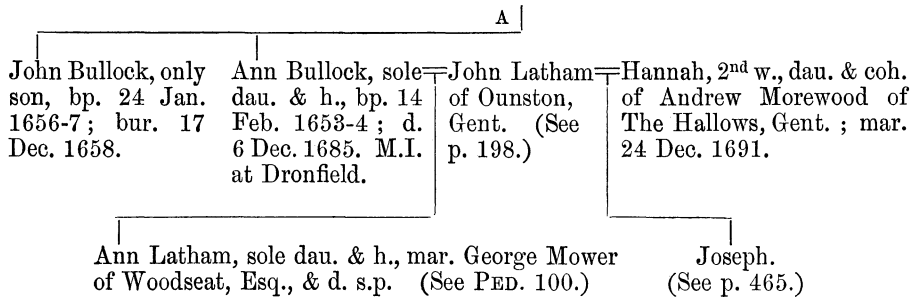 A
John Bullock, only
son, bp. 24 Jan.
1656-7 ; bur. 17
Dec. 1658.
Ann Bullock, sole
dau. & h., bp. 14
Feb. 1653-4 ; d.
6 Dec. 1685. M.I.
at Dronfield.
John Latham
of Ounston,
Gent. (See
p. 198.)
Hannah, 2nd w., dau. & coh.
of Andrew Morewood of
The Hallows, Gent. ; mar.
24 Dec. 1691.
Ann Latham, sole dau. & h., mar. George Mower
of Woodseat, Esq., & d. s.p. (See PED. 100.)
Joseph.
(See p. 465.)